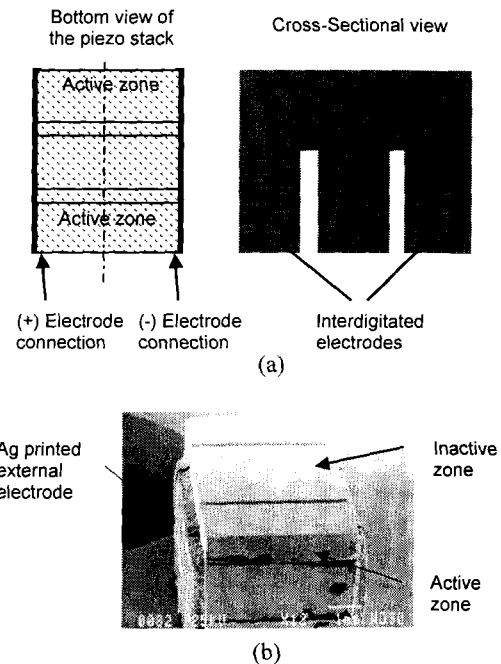 Bottom view of
the piezo stack
Cross-Sectional view
Active zone
Active zone
(+) Electrode
connection
(-) Electrode
connection
Interdigitated
electrodes
(a)
Ag printed
external
electrode
Inactive
zone
Active
zone
(b)